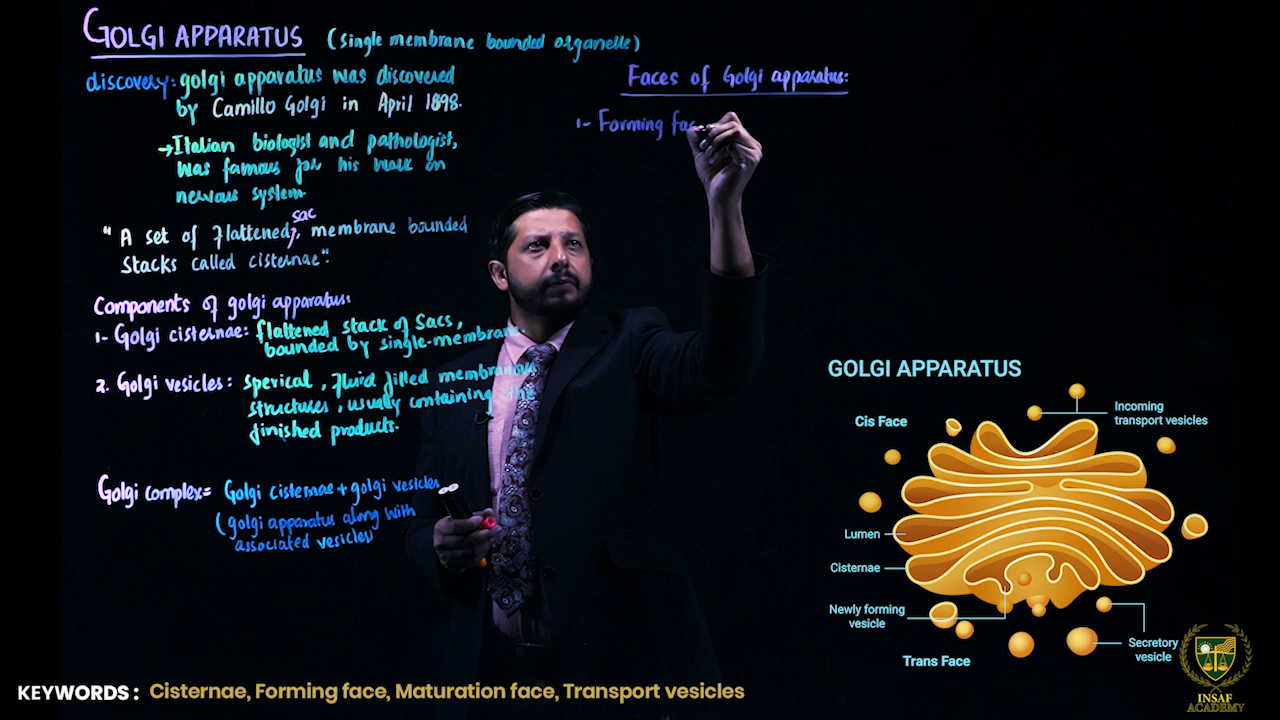 GOLGI APPARATUS (single membrane bounded organelle)
discovery: golgi apparatus was discovered
by Camillo Golgi in April 1898.
→Italian biologist and pathologist,
was famous for his work on
nervous system.
sac
"A set of flattened, membrane bounded
stacks called cisternae".
Components of golgi apparatus:
1- Golgi cisternae: flattened stack of Sacs,
bounded by single-membrane
2. Golgi vesicles: sperical, fluid filled membranous
structures, usually containing the
finished products.
Golgi complex= Golgi cisternae + golgi vesicles
(golgi apparatus along with
associated vesicles)
Faces of Golgi apparatus:
1- Forming fac
GOLGI APPARATUS
Cis Face
Incoming
transport vesicles
Lumen
Cisternae
Newly forming
vesicle
Secretory
vesicle
Trans Face
KEYWORDS: Cisternae, Forming face, Maturation face, Transport vesicles
INSAF
ACADEMY